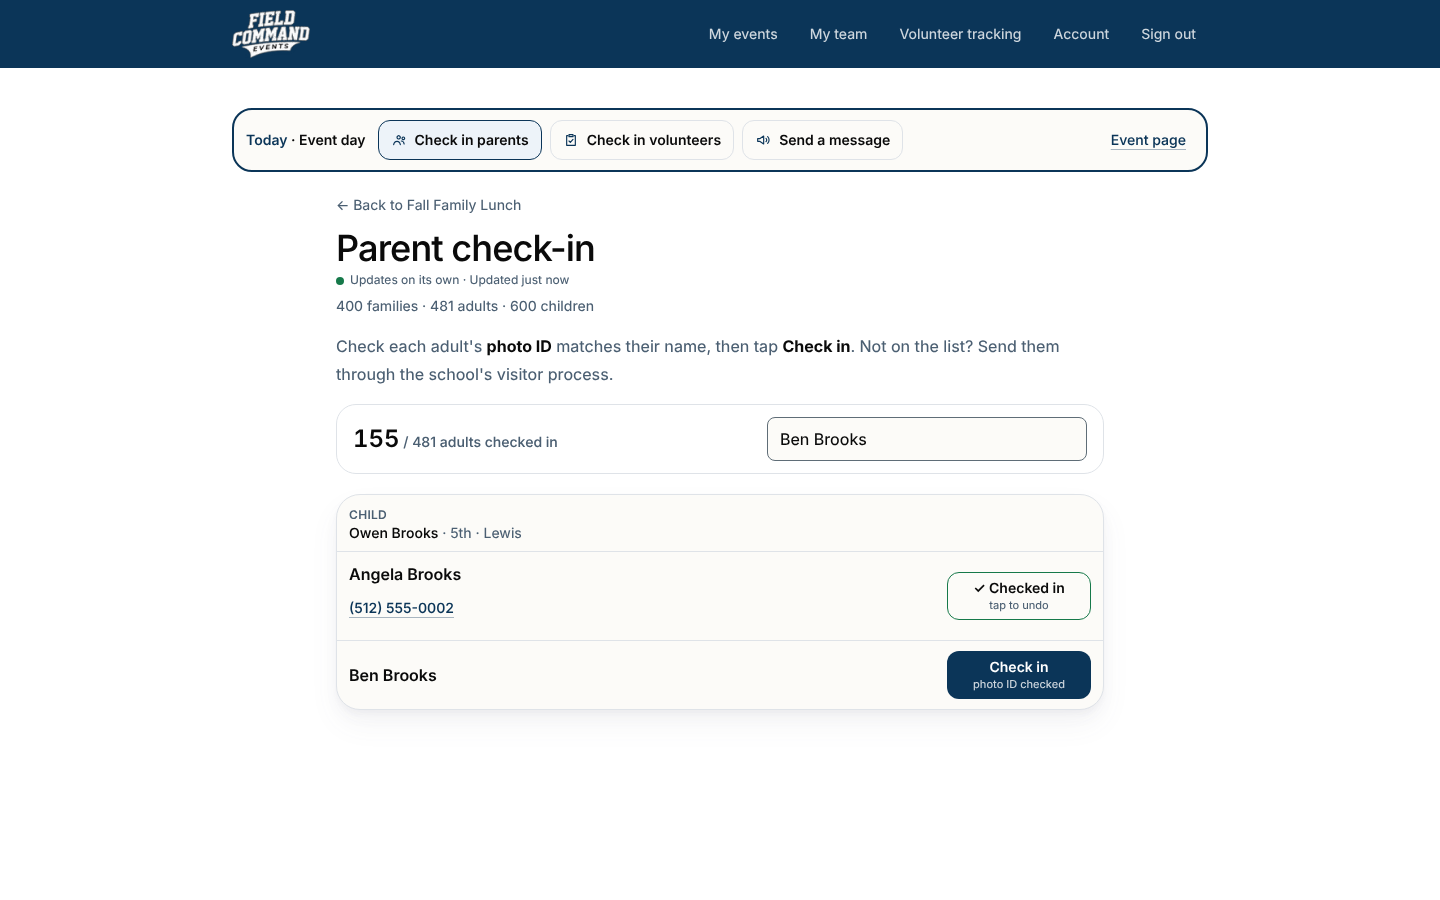 FIELD
COMMAND
EVENTS
My events
My team
Volunteer tracking
Account
Sign out
Today · Event day
Check in parents
Check in volunteers
Send a message
Event page
← Back to Fall Family Lunch
Parent check-in
Updates on its own · Updated just now
400 families · 481 adults · 600 children
Check each adult's photo ID matches their name, then tap Check in. Not on the list? Send them
through the school's visitor process.
155 / 481 adults checked in
Ben Brooks
CHILD
Owen Brooks · 5th · Lewis
Angela Brooks
(512) 555-0002
✓ Checked in
tap to undo
Ben Brooks
Check in
photo ID checked